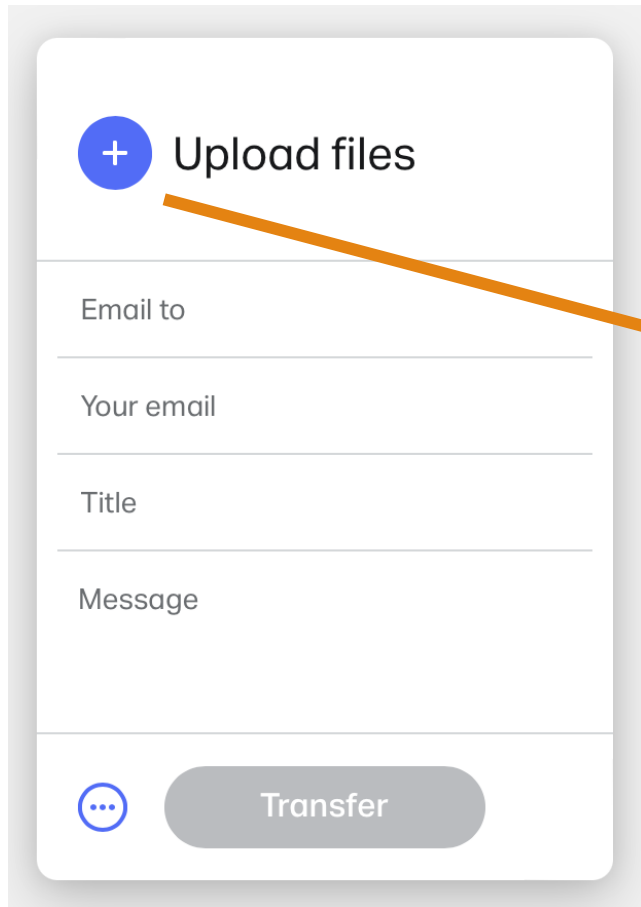 Upload files
Email to
Your email
Title
Message
Transfer